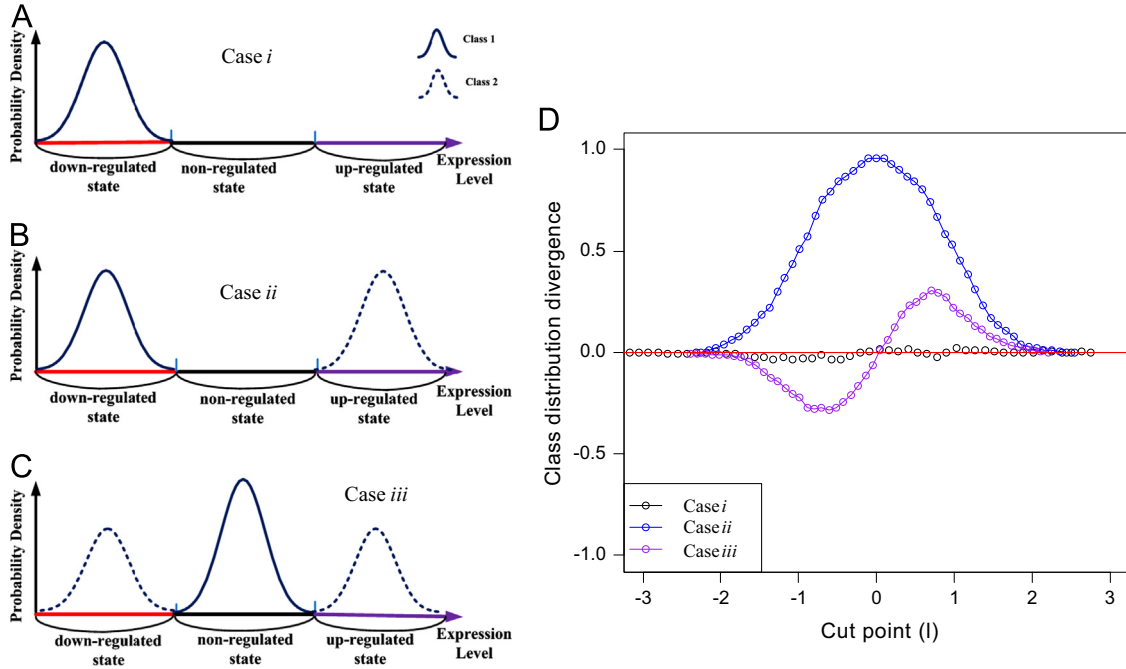 A
Probability Density
Case i
Class 1
Class 2
down-regulated
state
non-regulated
state
up-regulated
state
Expression
Level
B
Probability Density
Case ii
down-regulated
state
non-regulated
state
up-regulated
state
Expression
Level
C
Probability Density
Case iii
down-regulated
state
non-regulated
state
up-regulated
state
Expression
Level
D
Class distribution divergence
1.0
0.5
0.0
-0.5
-1.0
Case i
Case ii
Case iii
-3 -2 -1 0 1 2 3
Cut point (I)